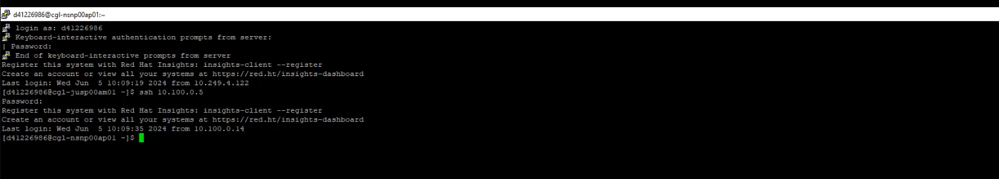 d41226986@cgl-nsnp00ap01:~
login as: d41226986
Keyboard-interactive authentication prompts from server:
| Password:
End of keyboard-interactive prompts from server
Register this system with Red Hat Insights: insights-client --register
Create an account or view all your systems at https://red.ht/insights-dashboard
Last login: Wed Jun  5 10:09:19 2024 from 10.249.4.122
[d41226986@cgl-jusp00am01 ~]$ ssh 10.100.0.5
Password:
Register this system with Red Hat Insights: insights-client --register
Create an account or view all your systems at https://red.ht/insights-dashboard
Last login: Wed Jun  5 10:09:35 2024 from 10.100.0.14
[d41226986@cgl-nsnp00ap01 ~]$